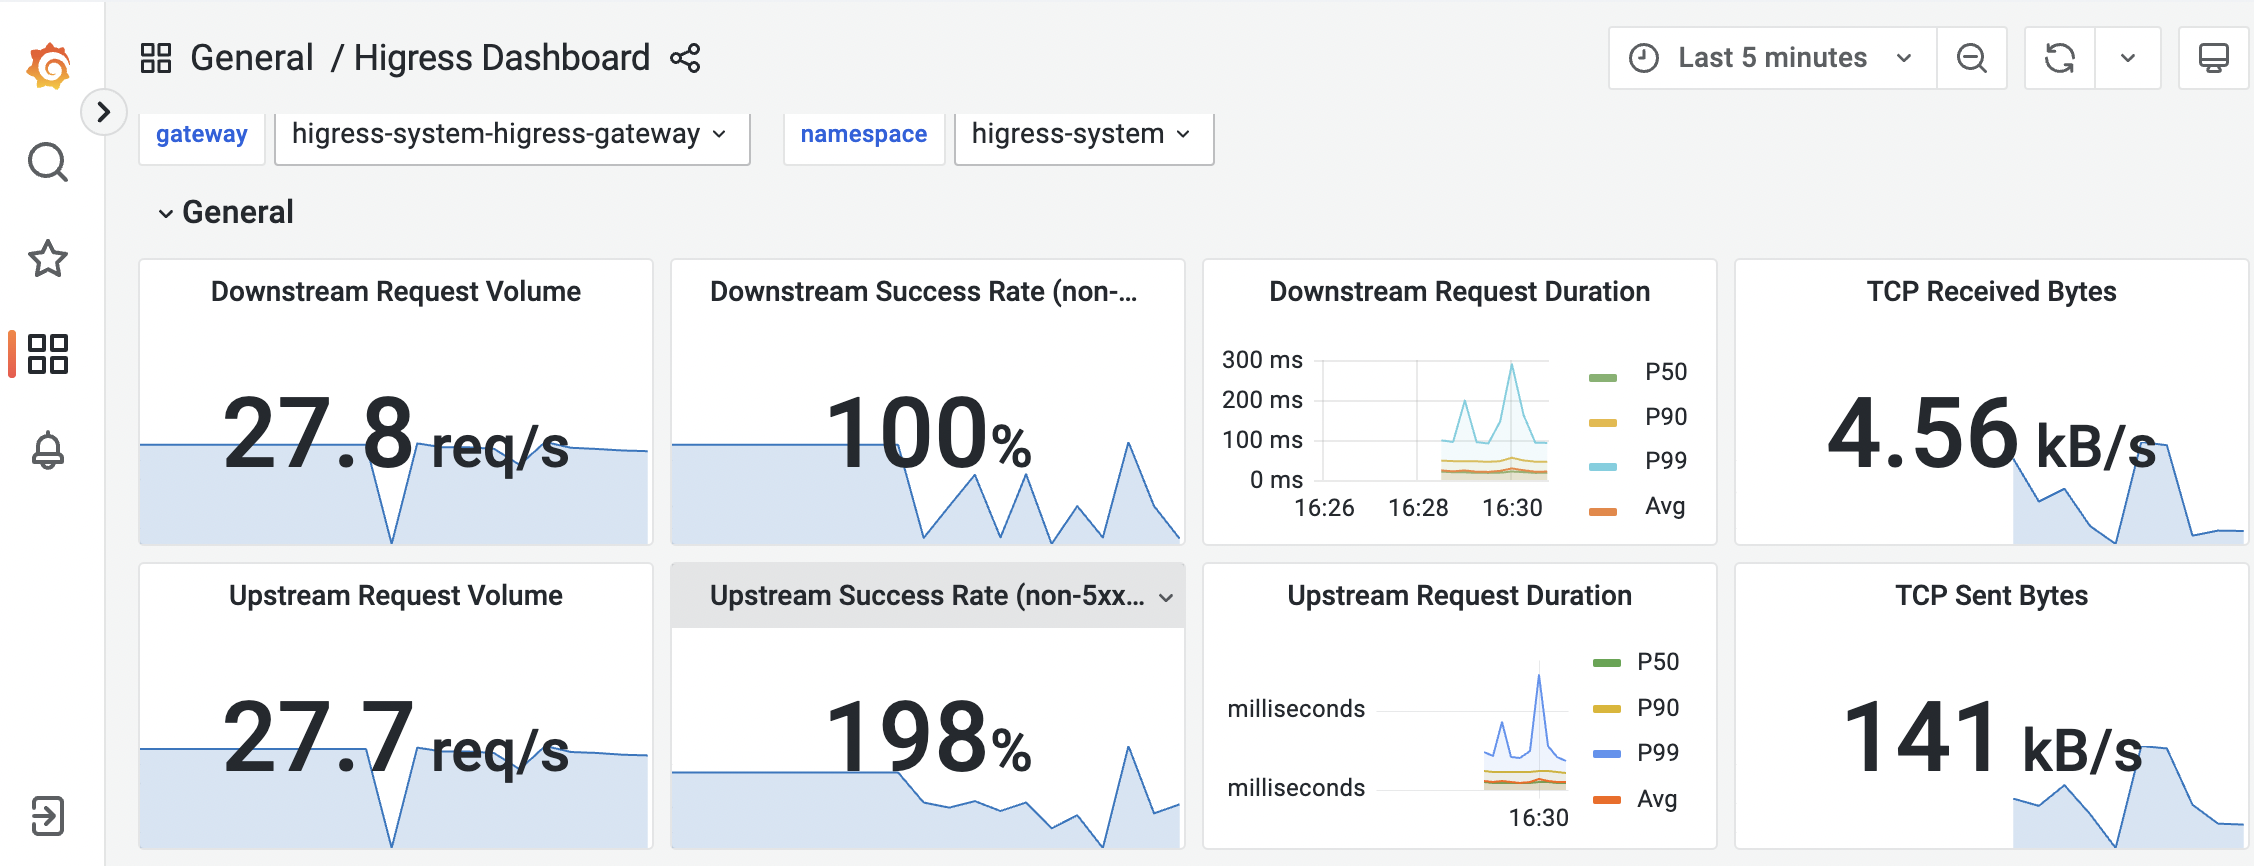 General / Higress Dashboard
Last 5 minutes
gateway
higress-system-higress-gateway
namespace
higress-system
General
Downstream Request Volume
27.8 req/s
Downstream Success Rate (non-...
100%
Downstream Request Duration
300 ms
200 ms
100 ms
0 ms
16:26
16:28
16:30
P50
P90
P99
Avg
TCP Received Bytes
4.56 kB/s
Upstream Request Volume
27.7 req/s
Upstream Success Rate (non-5xx...
198%
Upstream Request Duration
milliseconds
milliseconds
16:30
P50
P90
P99
Avg
TCP Sent Bytes
141 kB/s